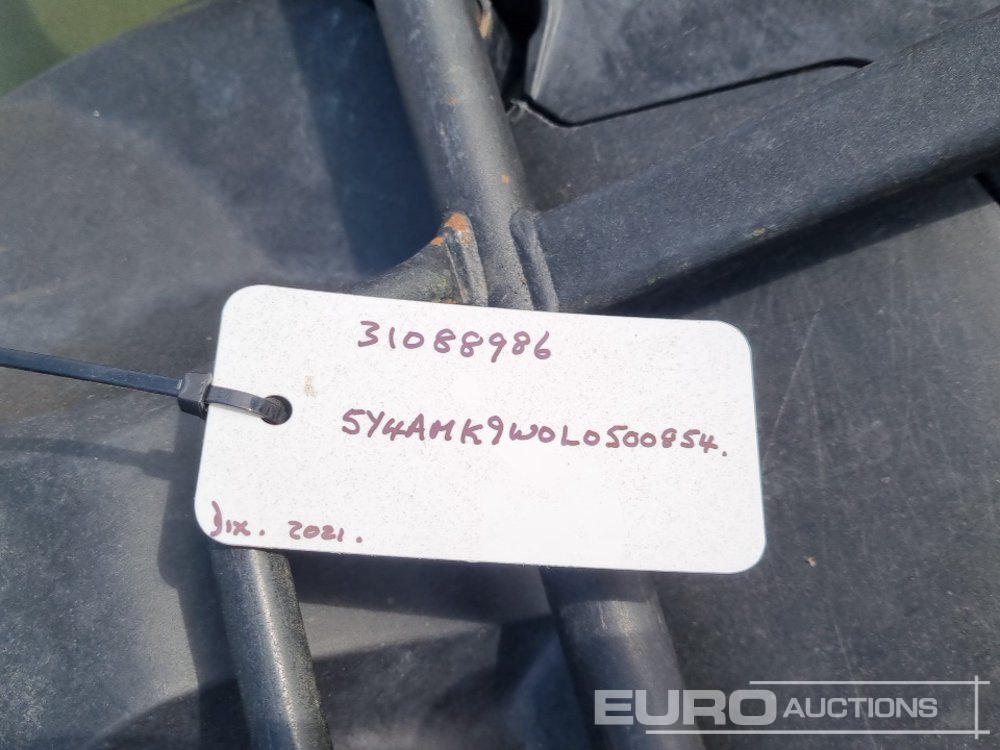 31088986
5Y4AMK9W0L0500854.
2021.
EURO AUCTIONS